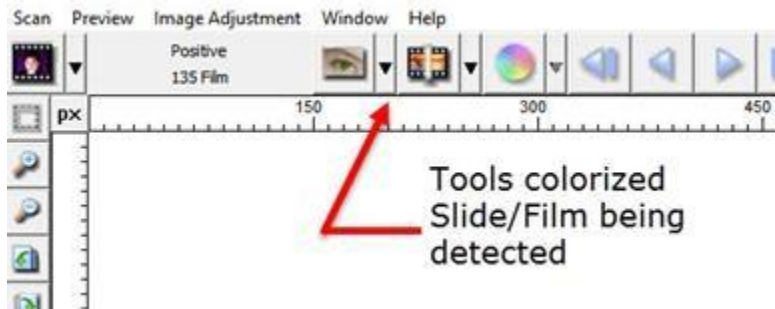 Scan Preview Image Adjustment Window Help
Positive
135 Film
px 150 300 450
Tools colorized
Slide/Film being
detected